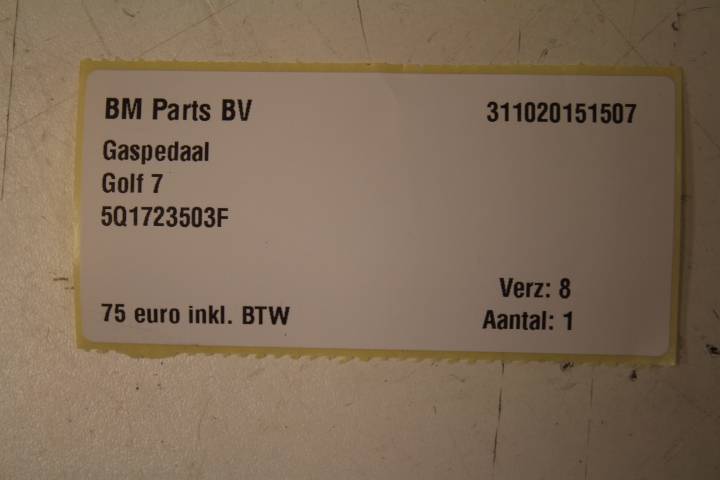 BM Parts BV 311020151507
Gaspedaal
Golf 7
5Q1723503F
Verz: 8
75 euro inkl. BTW Aantal: 1